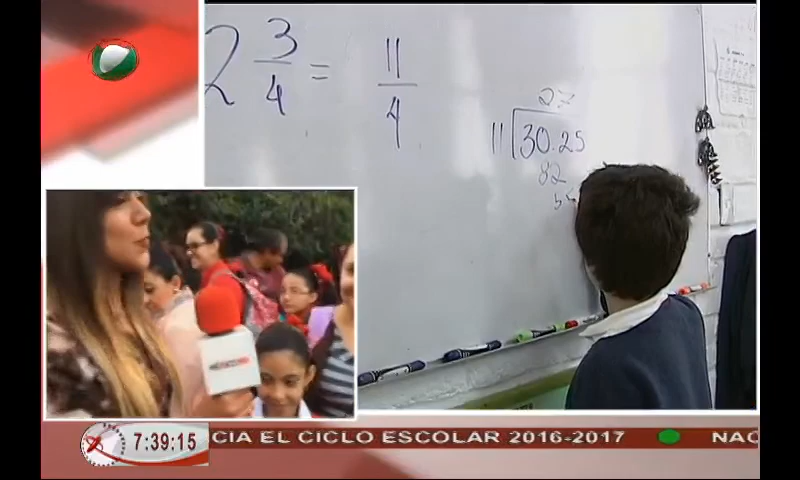 2 3/4 = 11/4
27
11 30.25
82
7:39:15
CIA EL CICLO ESCOLAR 2016-2017
NAC